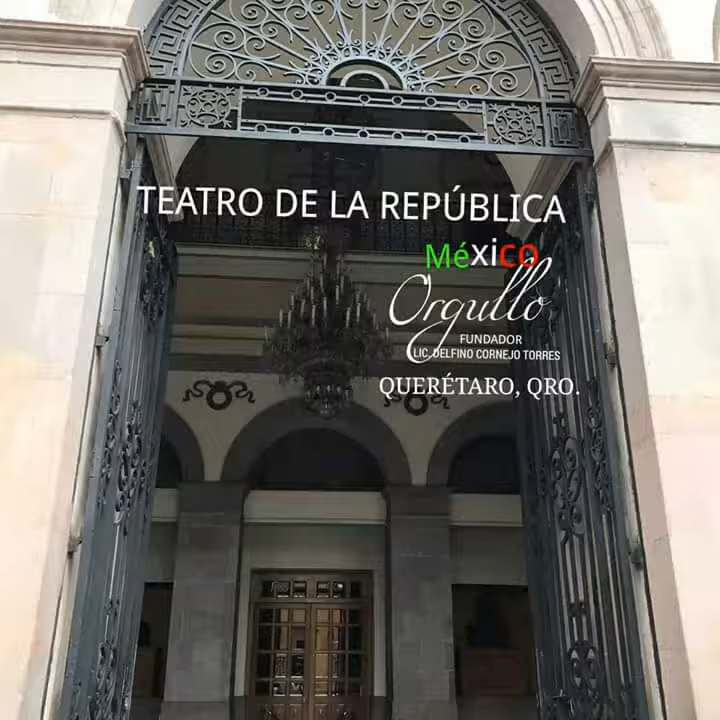 TEATRO DE LA REPÚBLICA
México
Orgullo
FUNDADOR
LIC. DELFINO CORNEJO TORRES
QUERÉTARO, QRO.